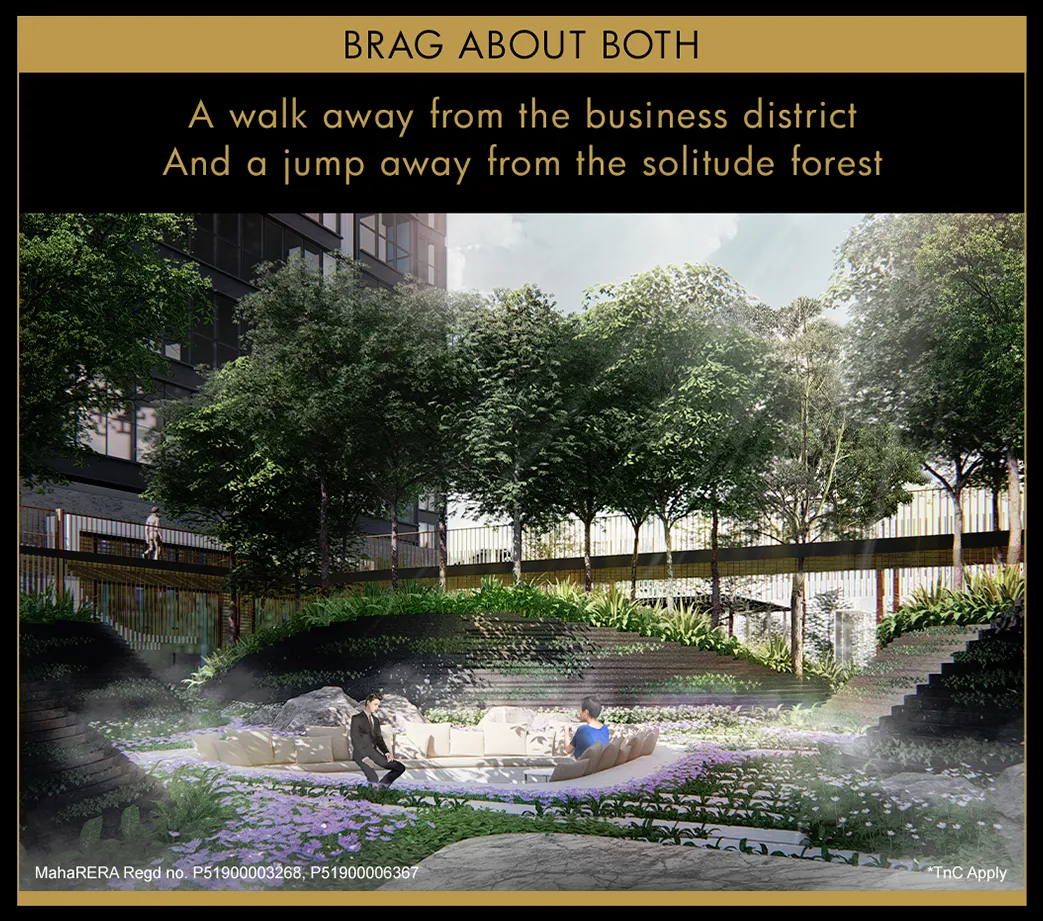 BRAG ABOUT BOTH
A walk away from the business district
And a jump away from the solitude forest
MahaRERA Regd no. P51900003268, P51900006367
*TnC Apply